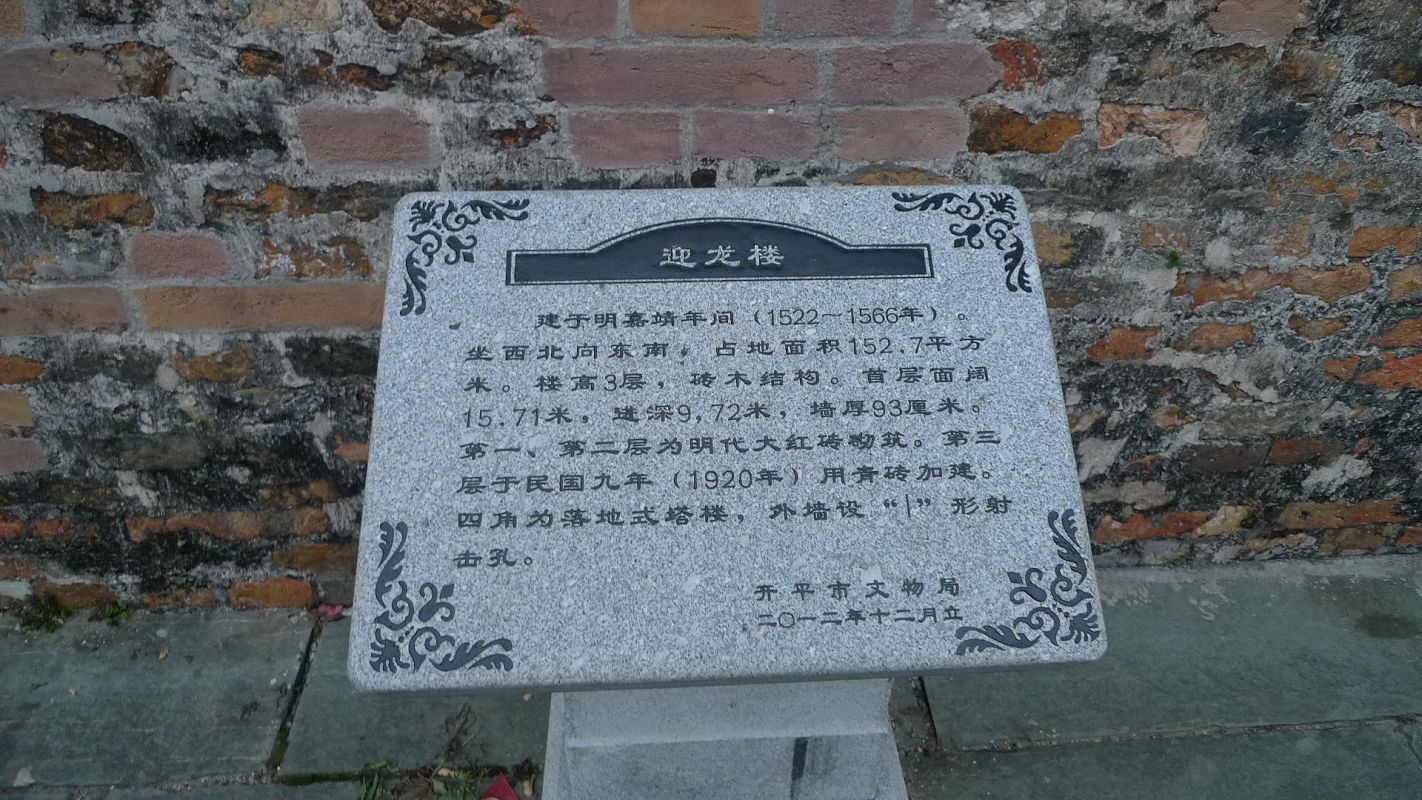 迎龙楼
建于明嘉靖年间（1522～1566年）。
坐西北向东南，占地面积152.7平方
米。楼高3层，砖木结构。首层面阔
15.71米，进深9.72米，墙厚93厘米。
第一、第二层为明代大红砖砌筑。第三
层于民国九年（1920年）用青砖加建。
四角为落地式塔楼，外墙设“|”形射
击孔。
开平市文物局
二〇一二年十二月立